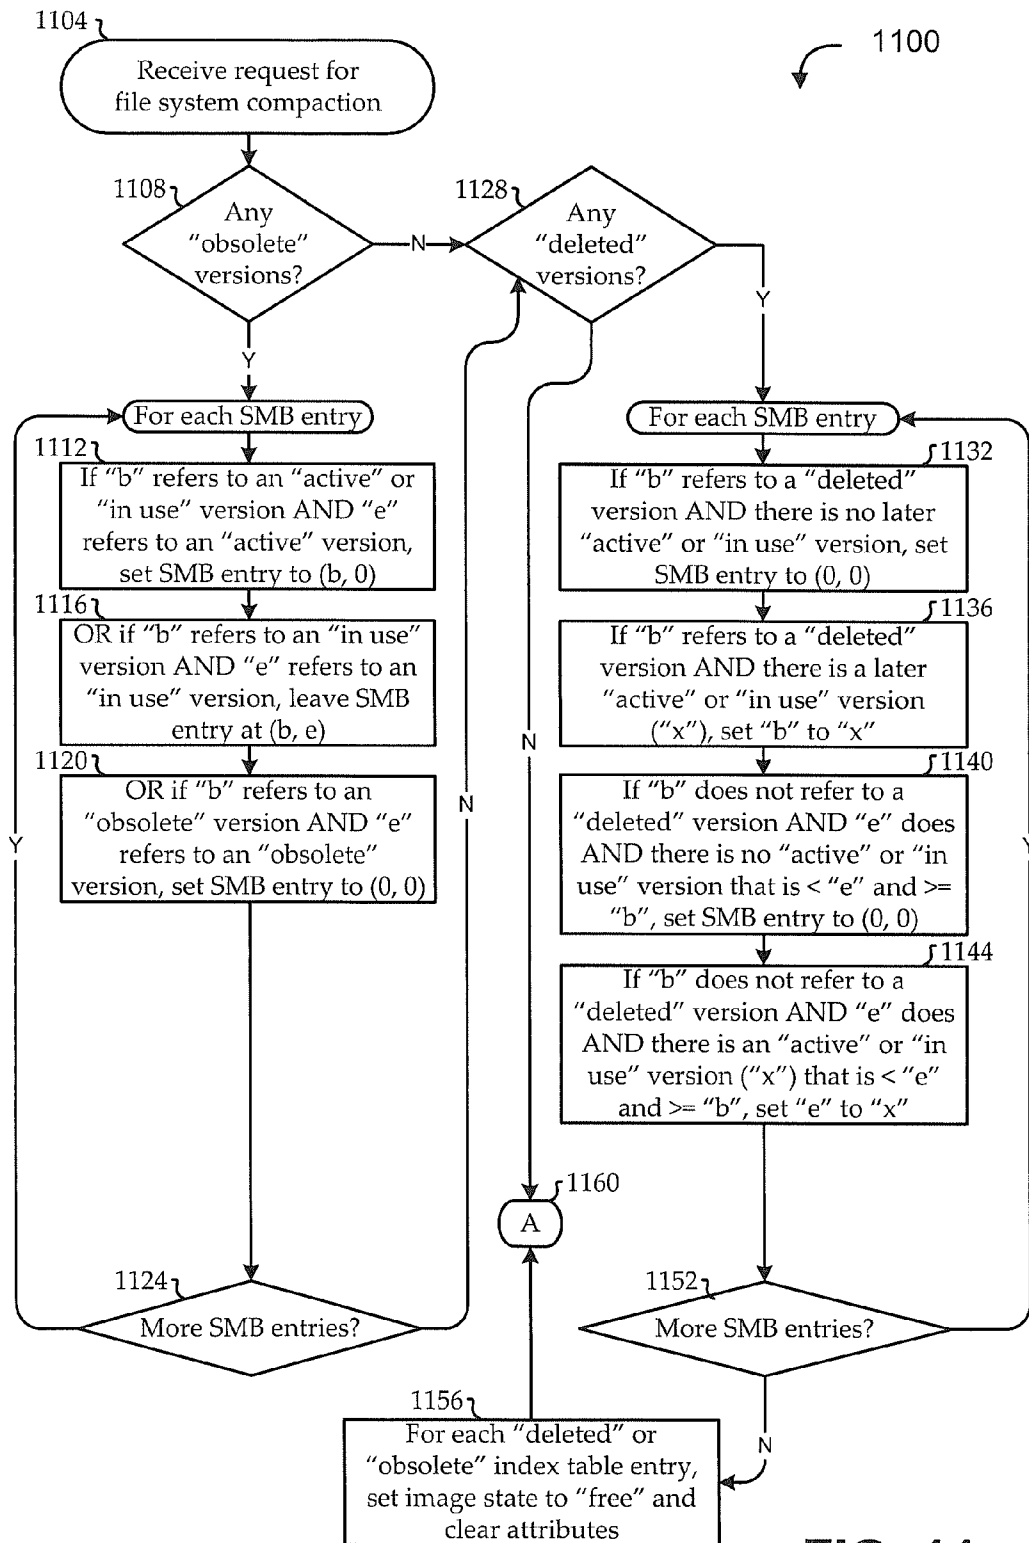 1104
1100
Receive request for
file system compaction
1108
Any
"obsolete"
versions?
N
1128
Any
"deleted"
versions?
Y
Y
For each SMB entry
1112
If "b" refers to an "active" or
"in use" version AND "e"
refers to an "active" version,
set SMB entry to (b, 0)
1116
OR if "b" refers to an "in use"
version AND "e" refers to an
"in use" version, leave SMB
entry at (b, e)
1120
OR if "b" refers to an
"obsolete" version AND "e"
refers to an "obsolete"
version, set SMB entry to (0, 0)
Y
N
N
For each SMB entry
1132
If "b" refers to a "deleted"
version AND there is no later
"active" or "in use" version, set
SMB entry to (0, 0)
1136
If "b" refers to a "deleted"
version AND there is a later
"active" or "in use" version
("x"), set "b" to "x"
1140
If "b" does not refer to a
"deleted" version AND "e" does
AND there is no "active" or "in
use" version that is < "e" and >=
"b", set SMB entry to (0, 0)
1144
If "b" does not refer to a
"deleted" version AND "e" does
AND there is an "active" or "in
use" version ("x") that is < "e"
and >= "b", set "e" to "x"
Y
1160
A
1124
More SMB entries?
1152
More SMB entries?
N
1156
For each "deleted" or
"obsolete" index table entry,
set image state to "free" and
clear attributes